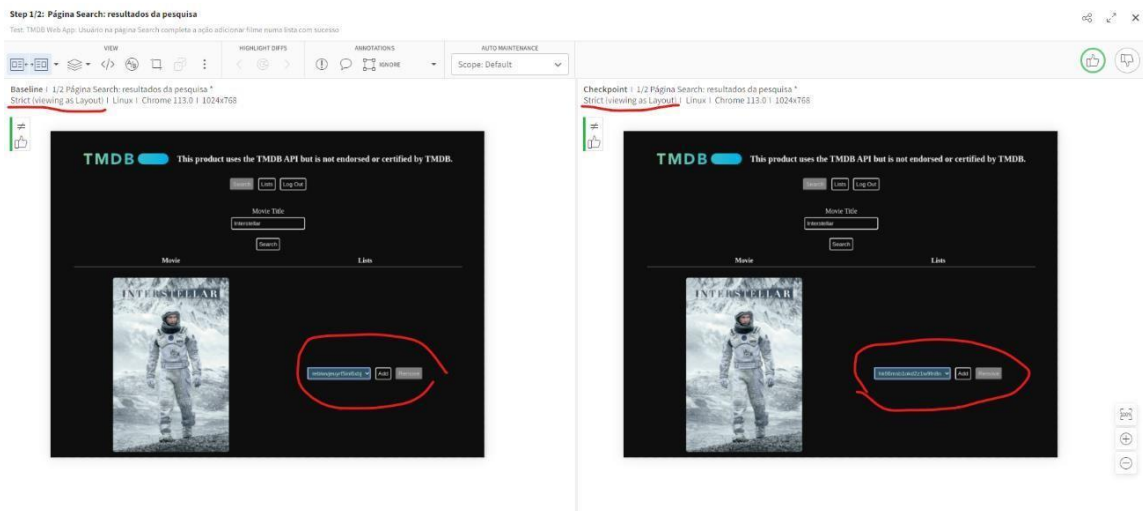 Step 1/2: Página Search: resultados da pesquisa
Test: TMDB Web App: Usuário na página Search completa a ação adicionar filme numa lista com sucesso
VIEW
HIGHLIGHT DIFFS
ANNOTATIONS
AUTO MAINTENANCE
IGNORE
Scope: Default
Baseline | 1/2 Página Search: resultados da pesquisa *
Strict (viewing as Layout) | Linux | Chrome 113.0 | 1024x768
TMDB
This product uses the TMDB API but is not endorsed or certified by TMDB.
Search Lists Log Out
Movie Title
Interstellar
Search
Movie Lists
INTERSTELLAR
Add Remove
Checkpoint | 1/2 Página Search: resultados da pesquisa *
Strict (viewing as Layout) | Linux | Chrome 113.0 | 1024x768
TMDB
This product uses the TMDB API but is not endorsed or certified by TMDB.
Search Lists Log Out
Movie Title
Interstellar
Search
Movie Lists
INTERSTELLAR
Add Remove